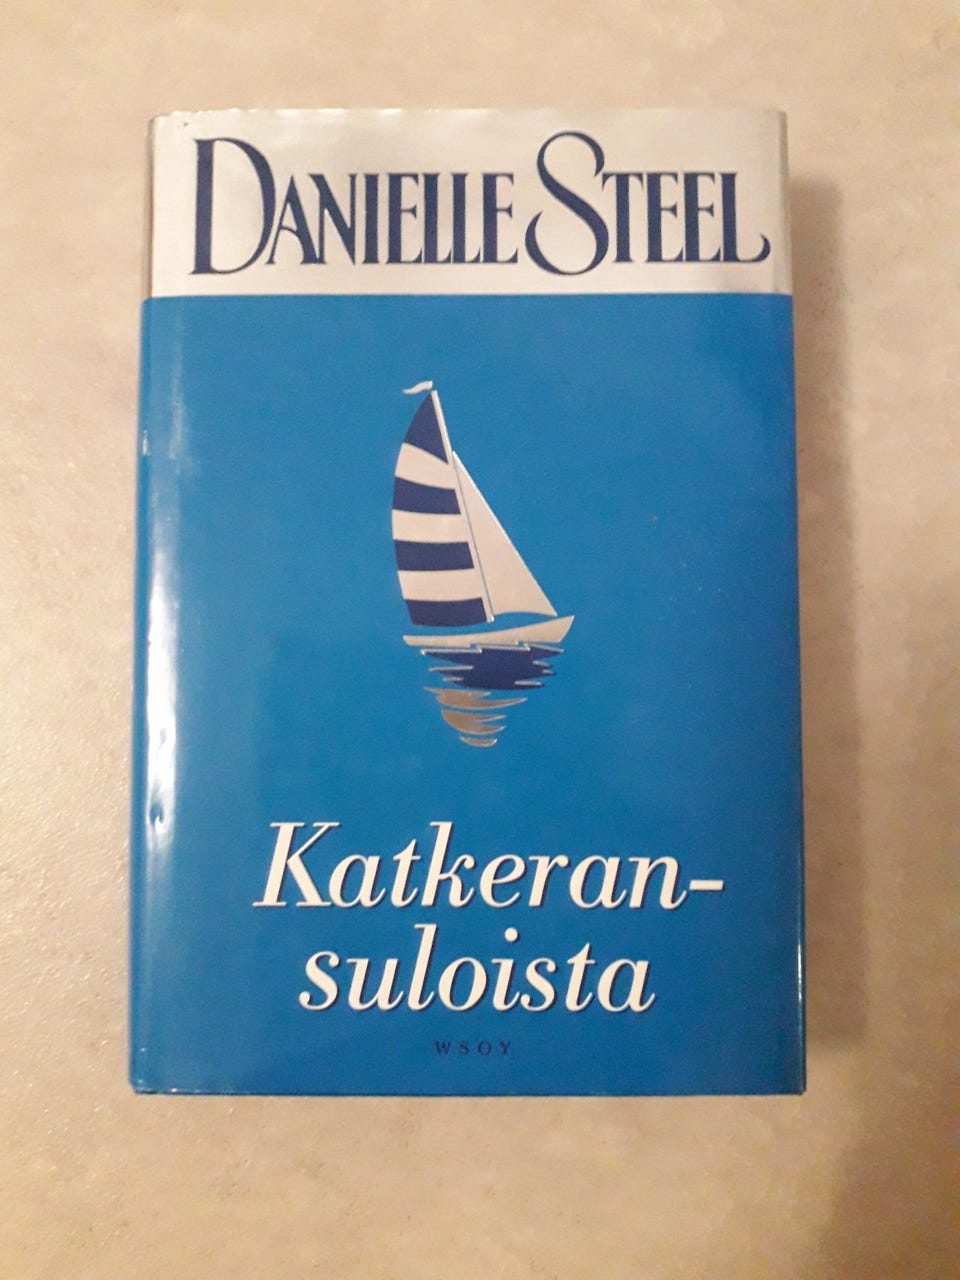 DANIELLE STEEL
Katkeran-
suloista
WSOY